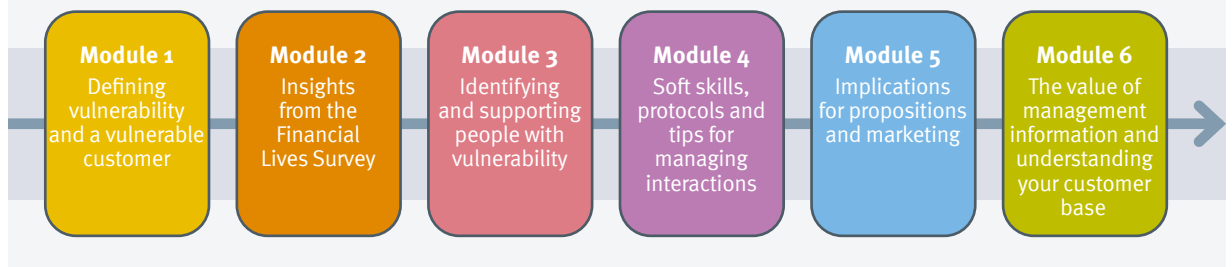 Module 1
Defining
vulnerability
and a vulnerable
customer
Module 2
Insights
from the
Financial
Lives Survey
Module 3
Identifying
and supporting
people with
vulnerability
Module 4
Soft skills,
protocols and
tips for
managing
interactions
Module 5
Implications
for propositions
and marketing
Module 6
The value of
management
information and
understanding
your customer
base